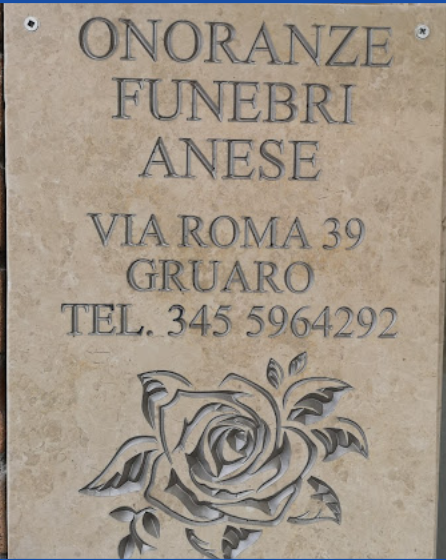 ONORANZE
FUNEBRI
ANESE
VIA ROMA 39
GRUARO
TEL. 345 5964292